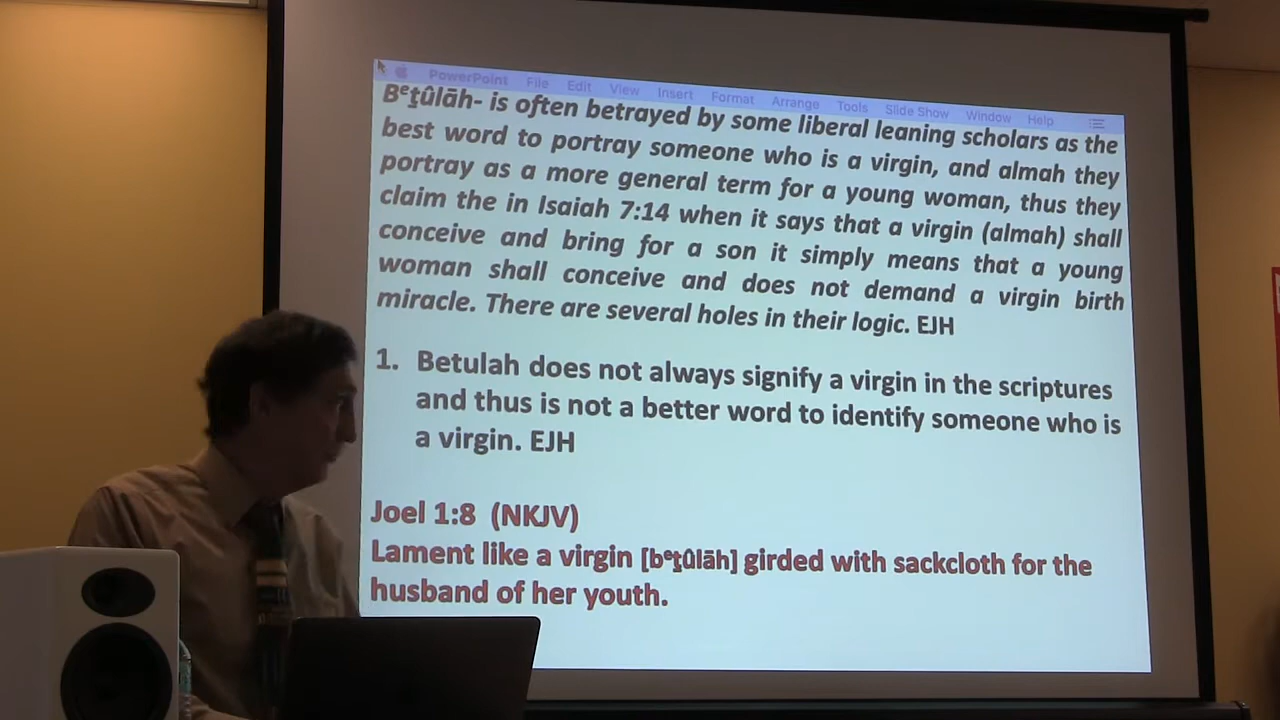 PowerPoint File Edit View Insert Format Arrange Tools Slide Show Window Help
Bᵉṯûlāh- is often betrayed by some liberal leaning scholars as the
best word to portray someone who is a virgin, and almah they
portray as a more general term for a young woman, thus they
claim the in Isaiah 7:14 when it says that a virgin (almah) shall
conceive and bring for a son it simply means that a young
woman shall conceive and does not demand a virgin birth
miracle. There are several holes in their logic. EJH
1. Betulah does not always signify a virgin in the scriptures
and thus is not a better word to identify someone who is
a virgin. EJH
Joel 1:8 (NKJV)
Lament like a virgin [bᵉṯûlāh] girded with sackcloth for the
husband of her youth.